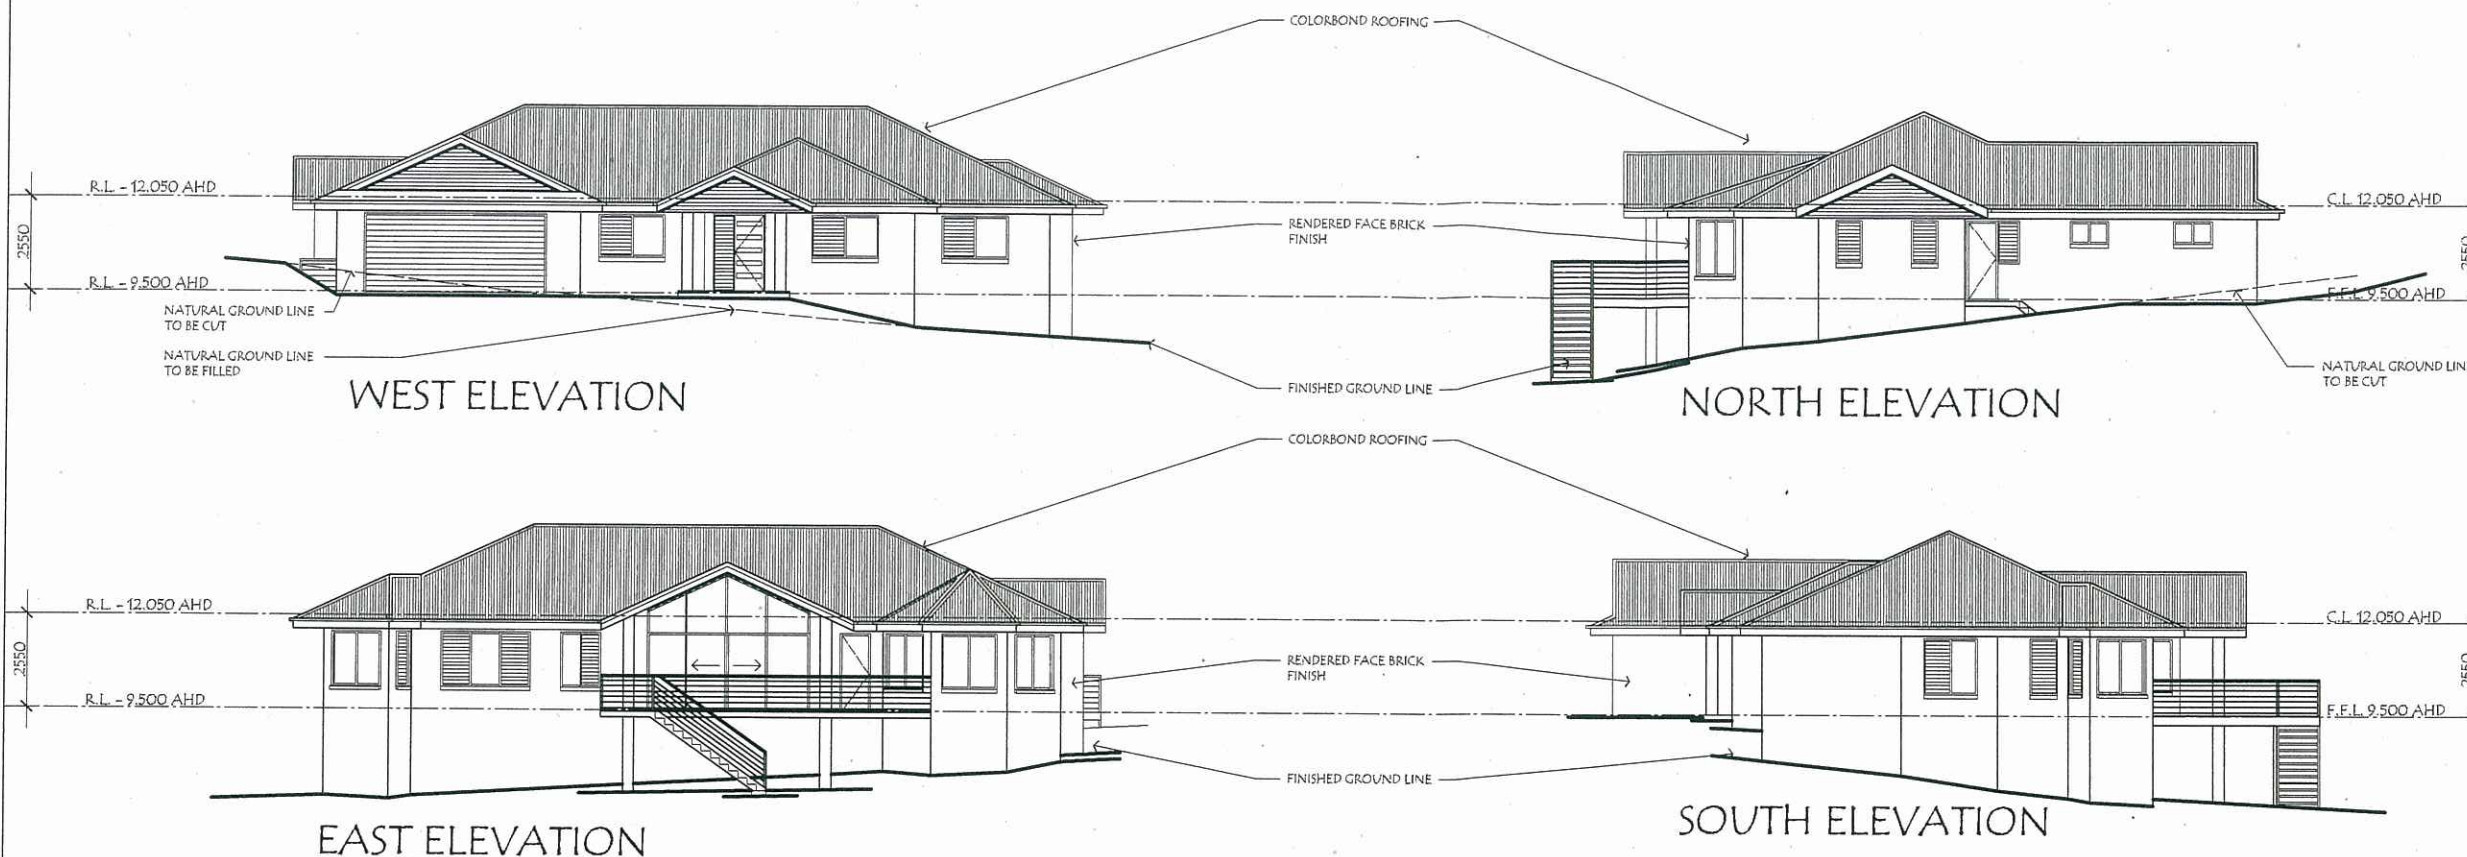 COLORBOND ROOFING
R.L. - 12.050 AHD
C.L. 12.050 AHD
RENDERED FACE BRICK
FINISH
2550
2550
R.L. - 9.500 AHD
F.F.L. 9.500 AHD
NATURAL GROUND LINE
TO BE CUT
NATURAL GROUND LINE
TO BE FILLED
NATURAL GROUND LIN
TO BE CUT
FINISHED GROUND LINE
WEST ELEVATION
NORTH ELEVATION
COLORBOND ROOFING
R.L. - 12.050 AHD
C.L. 12.050 AHD
RENDERED FACE BRICK
FINISH
2550
2550
R.L. - 9.500 AHD
F.F.L. 9.500 AHD
FINISHED GROUND LINE
EAST ELEVATION
SOUTH ELEVATION